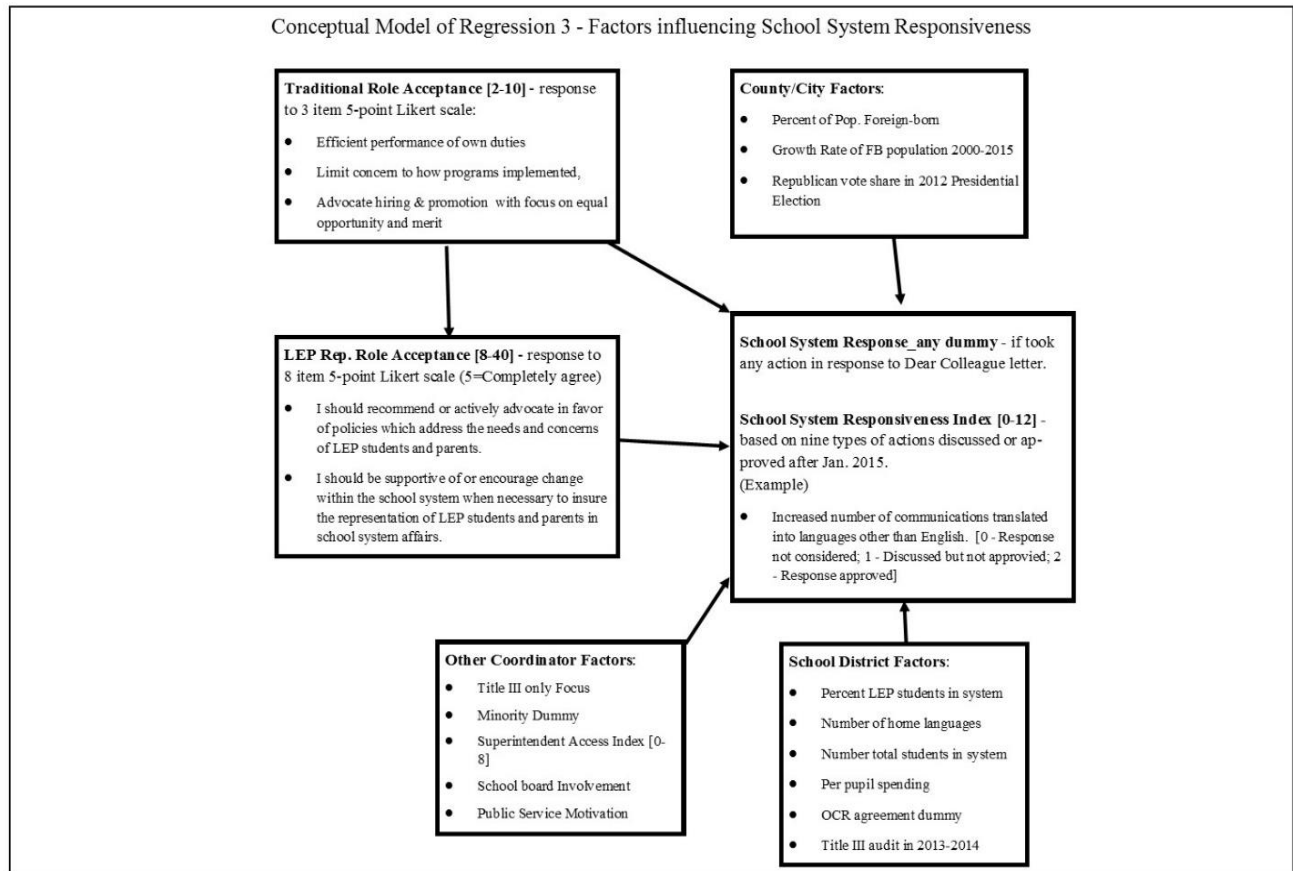 Conceptual Model of Regression 3 - Factors influencing School System Responsiveness
Traditional Role Acceptance [2-10] - response
to 3 item 5-point Likert scale:
● Efficient performance of own duties
● Limit concern to how programs implemented,
● Advocate hiring & promotion with focus on equal
opportunity and merit
County/City Factors:
● Percent of Pop. Foreign-born
● Growth Rate of FB population 2000-2015
● Republican vote share in 2012 Presidential
Election
LEP Rep. Role Acceptance [8-40] - response to
8 item 5-point Likert scale (5=Completely agree)
● I should recommend or actively advocate in favor
of policies which address the needs and concerns
of LEP students and parents.
● I should be supportive of or encourage change
within the school system when necessary to insure
the representation of LEP students and parents in
school system affairs.
School System Response_any dummy - if took
any action in response to Dear Colleague letter.
School System Responsiveness Index [0-12] -
based on nine types of actions discussed or ap-
proved after Jan. 2015.
(Example)
● Increased number of communications translated
into languages other than English. [0 - Response
not considered; 1 - Discussed but not approvied; 2
- Response approved]
Other Coordinator Factors:
● Title III only Focus
● Minority Dummy
● Superintendent Access Index [0-
8]
● School board Involvement
● Public Service Motivation
School District Factors:
● Percent LEP students in system
● Number of home languages
● Number total students in system
● Per pupil spending
● OCR agreement dummy
● Title III audit in 2013-2014